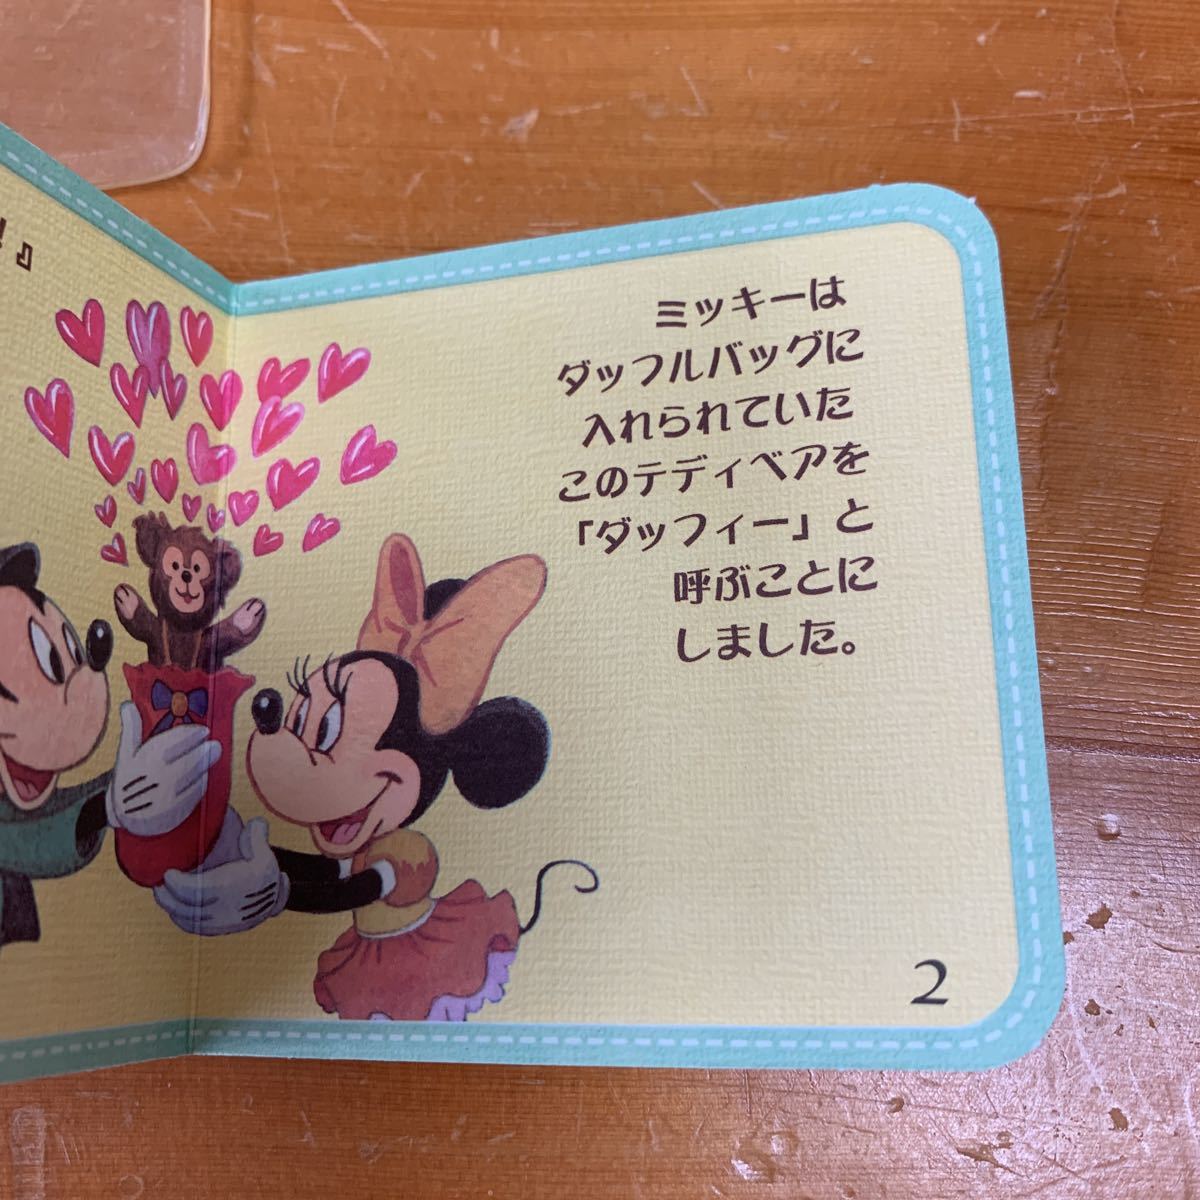 ！』
ミッキーは
ダッフルバッグに
入れられていた
このテディベアを
「ダッフィー」と
呼ぶことに
しました。
2